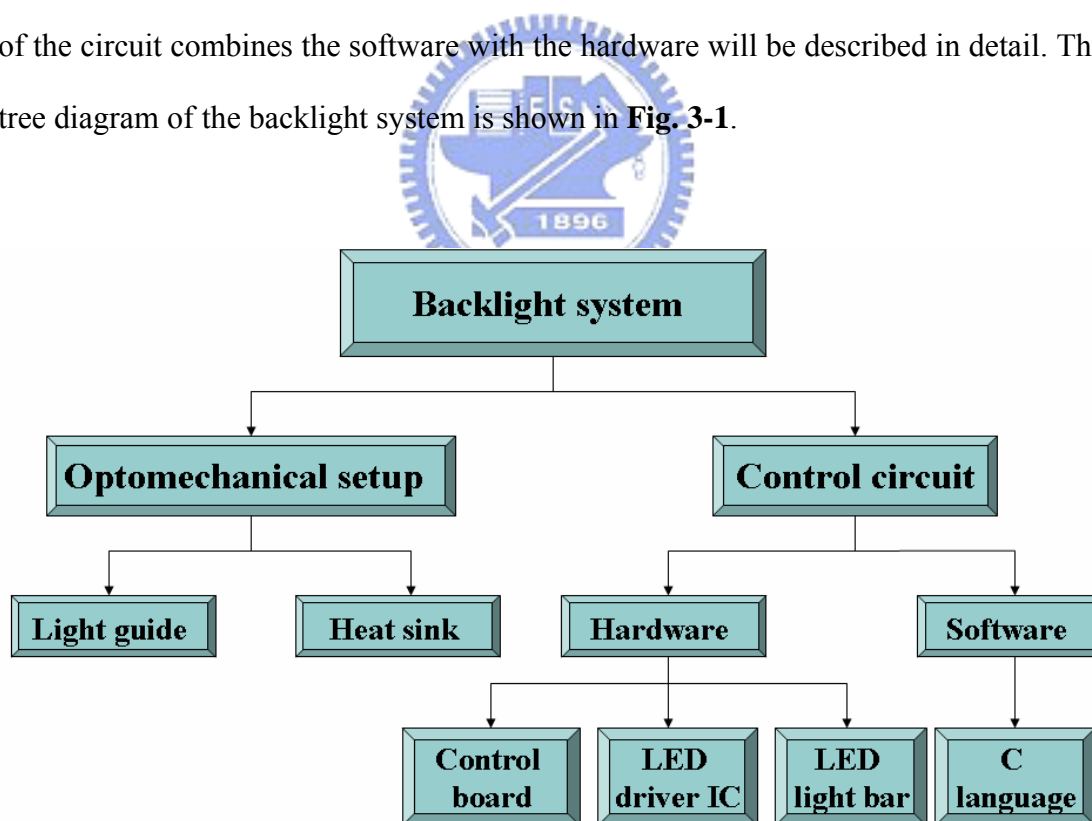 of the circuit combines the software with the hardware will be described in detail. Th
tree diagram of the backlight system is shown in Fig. 3-1.
E S
1896
Backlight system
Optomechanical setup
Control circuit
Light guide
Heat sink
Hardware
Software
Control
board
LED
driver IC
LED
light bar
C
language